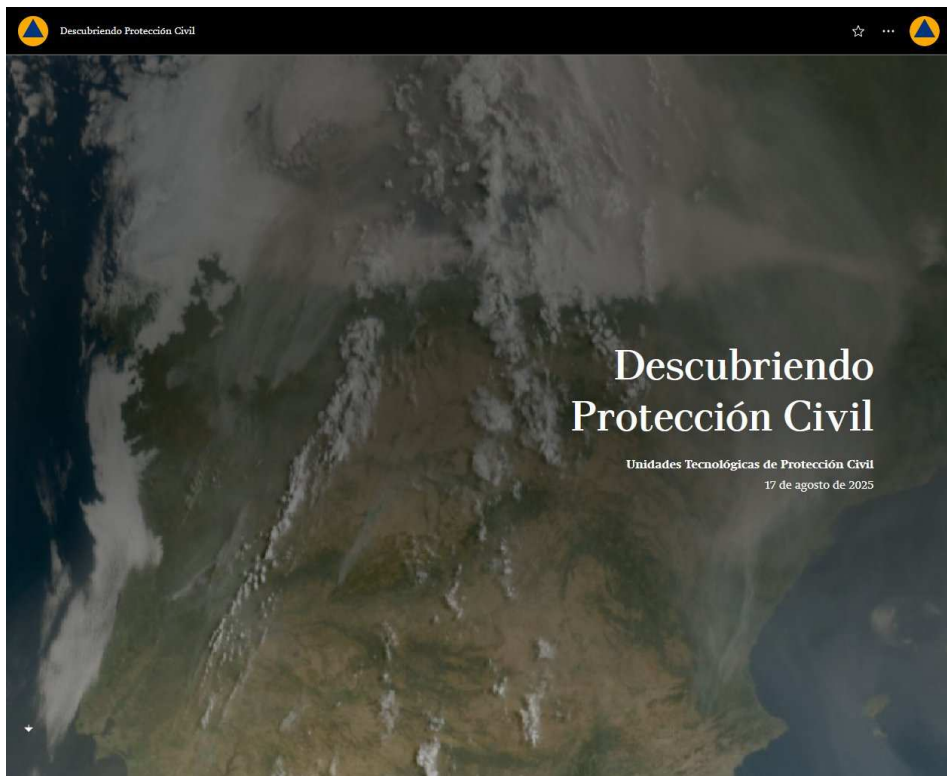 Descubriendo Protección Civil
Descubriendo
Protección Civil
Unidades Tecnológicas de Protección Civil
17 de agosto de 2025